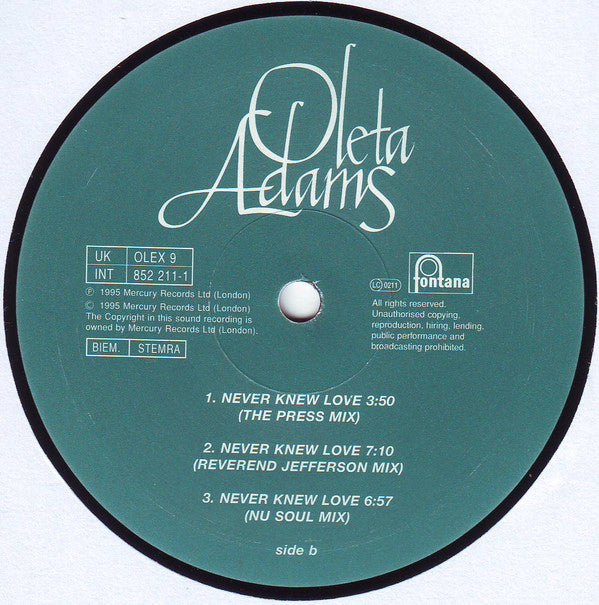 Oleta
Adams
UK OLEX 9
INT 852 211-1
Ⓟ 1995 Mercury Records Ltd (London)
© 1995 Mercury Records Ltd (London)
The Copyright in this sound recording is
owned by Mercury Records Ltd (London).
BIEM. STEMRA
fontana
LC 0211
All rights reserved.
Unauthorised copying.
reproduction, hiring, lending.
public performance and
broadcasting prohibited.
1. NEVER KNEW LOVE 3:50
(THE PRESS MIX)
2. NEVER KNEW LOVE 7:10
(REVEREND JEFFERSON MIX)
3. NEVER KNEW LOVE 6:57
(NU SOUL MIX)
side b